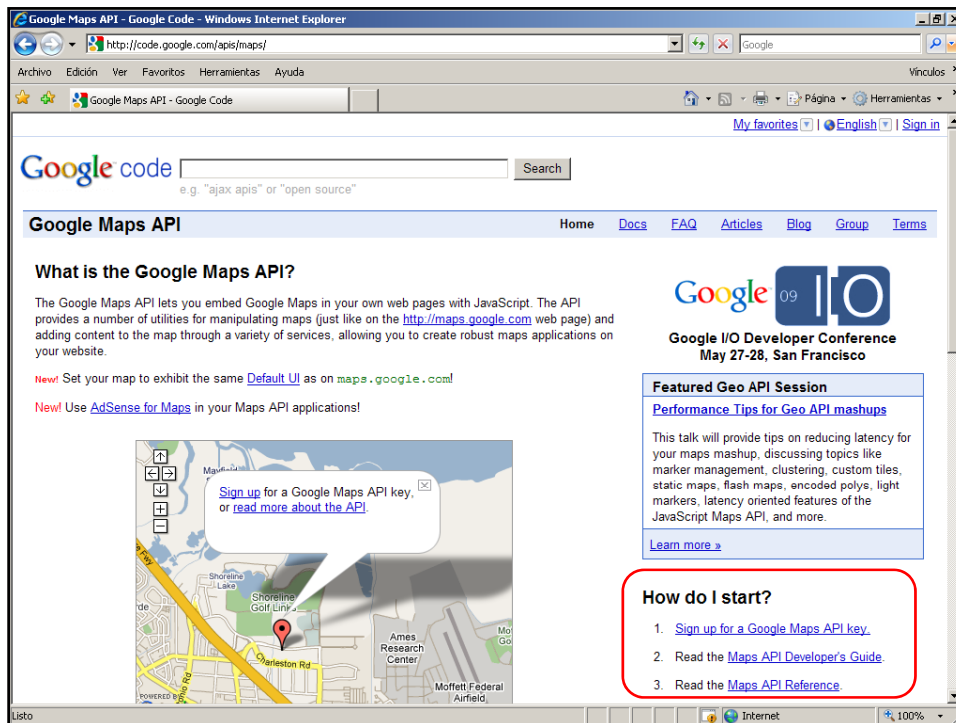 Google Maps API - Google Code - Windows Internet Explorer
http://code.google.com/apis/maps/
Google
Archivo Edición Ver Favoritos Herramientas Ayuda
Vínculos
Google Maps API - Google Code
Página
Herramientas
My favorites | English | Sign in
Google code
Search
e.g. "ajax apis" or "open source"
Google Maps API
Home Docs FAQ Articles Blog Group Terms
What is the Google Maps API?
The Google Maps API lets you embed Google Maps in your own web pages with JavaScript. The API
provides a number of utilities for manipulating maps (just like on the http://maps.google.com web page) and
adding content to the map through a variety of services, allowing you to create robust maps applications on
your website.
New! Set your map to exhibit the same Default UI as on maps.google.com!
New! Use AdSense for Maps in your Maps API applications!
Sign up for a Google Maps API key,
or read more about the API.
Shoreline
Lake
Shoreline
Golf Links
Charleston Rd
Ames
Research
Center
Moffett Federal
Airfield,
POWERED BY
Google 09 IO
Google I/O Developer Conference
May 27-28, San Francisco
Featured Geo API Session
Performance Tips for Geo API mashups
This talk will provide tips on reducing latency for
your maps mashup, discussing topics like
marker management, clustering, custom tiles,
static maps, flash maps, encoded polys, light
markers, latency oriented features of the
JavaScript Maps API, and more.
Learn more »
How do I start?
1. Sign up for a Google Maps API key.
2. Read the Maps API Developer's Guide.
3. Read the Maps API Reference.
Listo
Internet
100%